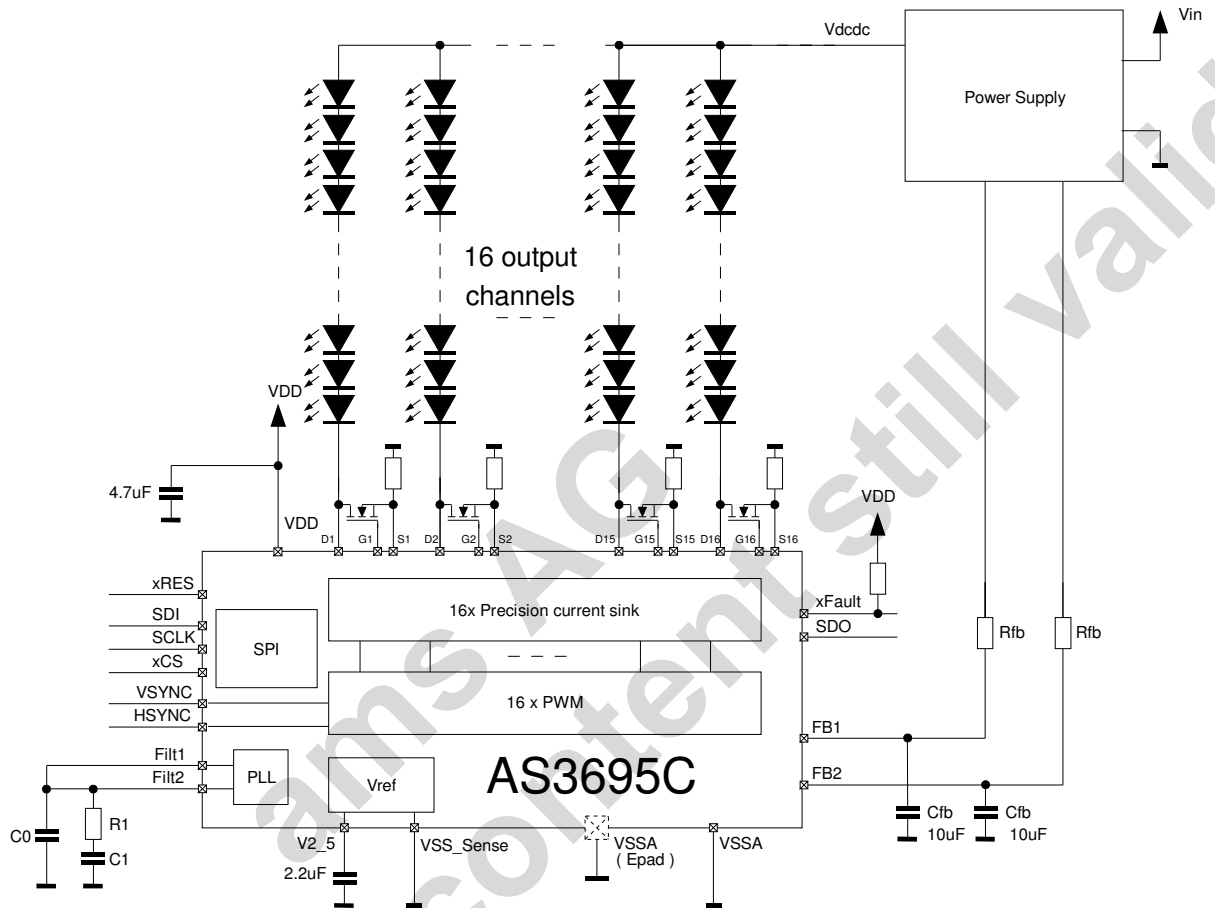 Vin
Vdcdc
Power Supply
16 output
channels
VDD
4.7uF
VDD
D1
G1
S1
D2
G2
S2
D15
G15
S15
D16
G16
S16
VDD
xRES
SDI
SCLK
xCS
VSYNC
HSYNC
Filt1
Filt2
SPI
16x Precision current sink
16 x PWM
PLL
Vref
AS3695C
xFault
SDO
Rfb
Rfb
FB1
FB2
Cfb
10uF
Cfb
10uF
C0
R1
C1
V2_5
2.2uF
VSS_Sense
VSSA
( Epad )
VSSA
ams AG
content still valid